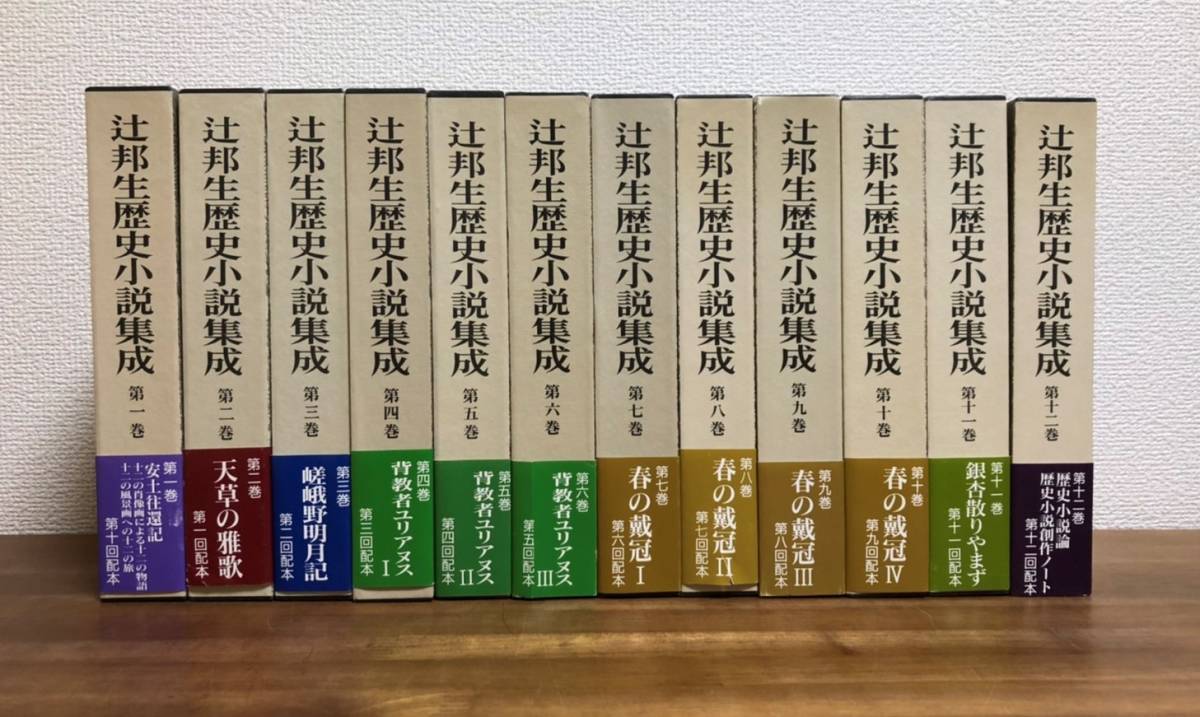 辻邦生歴史小説集成 第一巻
第一巻
安土往還記
十二の肖像画による十二の物語
十二の風景画への十二の旅
第十回配本
辻邦生歴史小説集成 第二巻
第二巻
天草の雅歌
第一回配本
辻邦生歴史小説集成 第三巻
第三巻
嵯峨野明月記
第二回配本
辻邦生歴史小説集成 第四巻
第四巻
背教者ユリアヌス Ⅰ
第三回配本
辻邦生歴史小説集成 第五巻
第五巻
背教者ユリアヌス Ⅱ
第四回配本
辻邦生歴史小説集成 第六巻
第六巻
背教者ユリアヌス Ⅲ
第五回配本
辻邦生歴史小説集成 第七巻
第七巻
春の戴冠 Ⅰ
第六回配本
辻邦生歴史小説集成 第八巻
第八巻
春の戴冠 Ⅱ
第七回配本
辻邦生歴史小説集成 第九巻
第九巻
春の戴冠 Ⅲ
第八回配本
辻邦生歴史小説集成 第十巻
第十巻
春の戴冠 Ⅳ
第九回配本
辻邦生歴史小説集成 第十一巻
第十一巻
銀杏散りやまず
第十一回配本
辻邦生歴史小説集成 第十二巻
第十二巻
歴史小説論
歴史小説創作ノート
第十二回配本